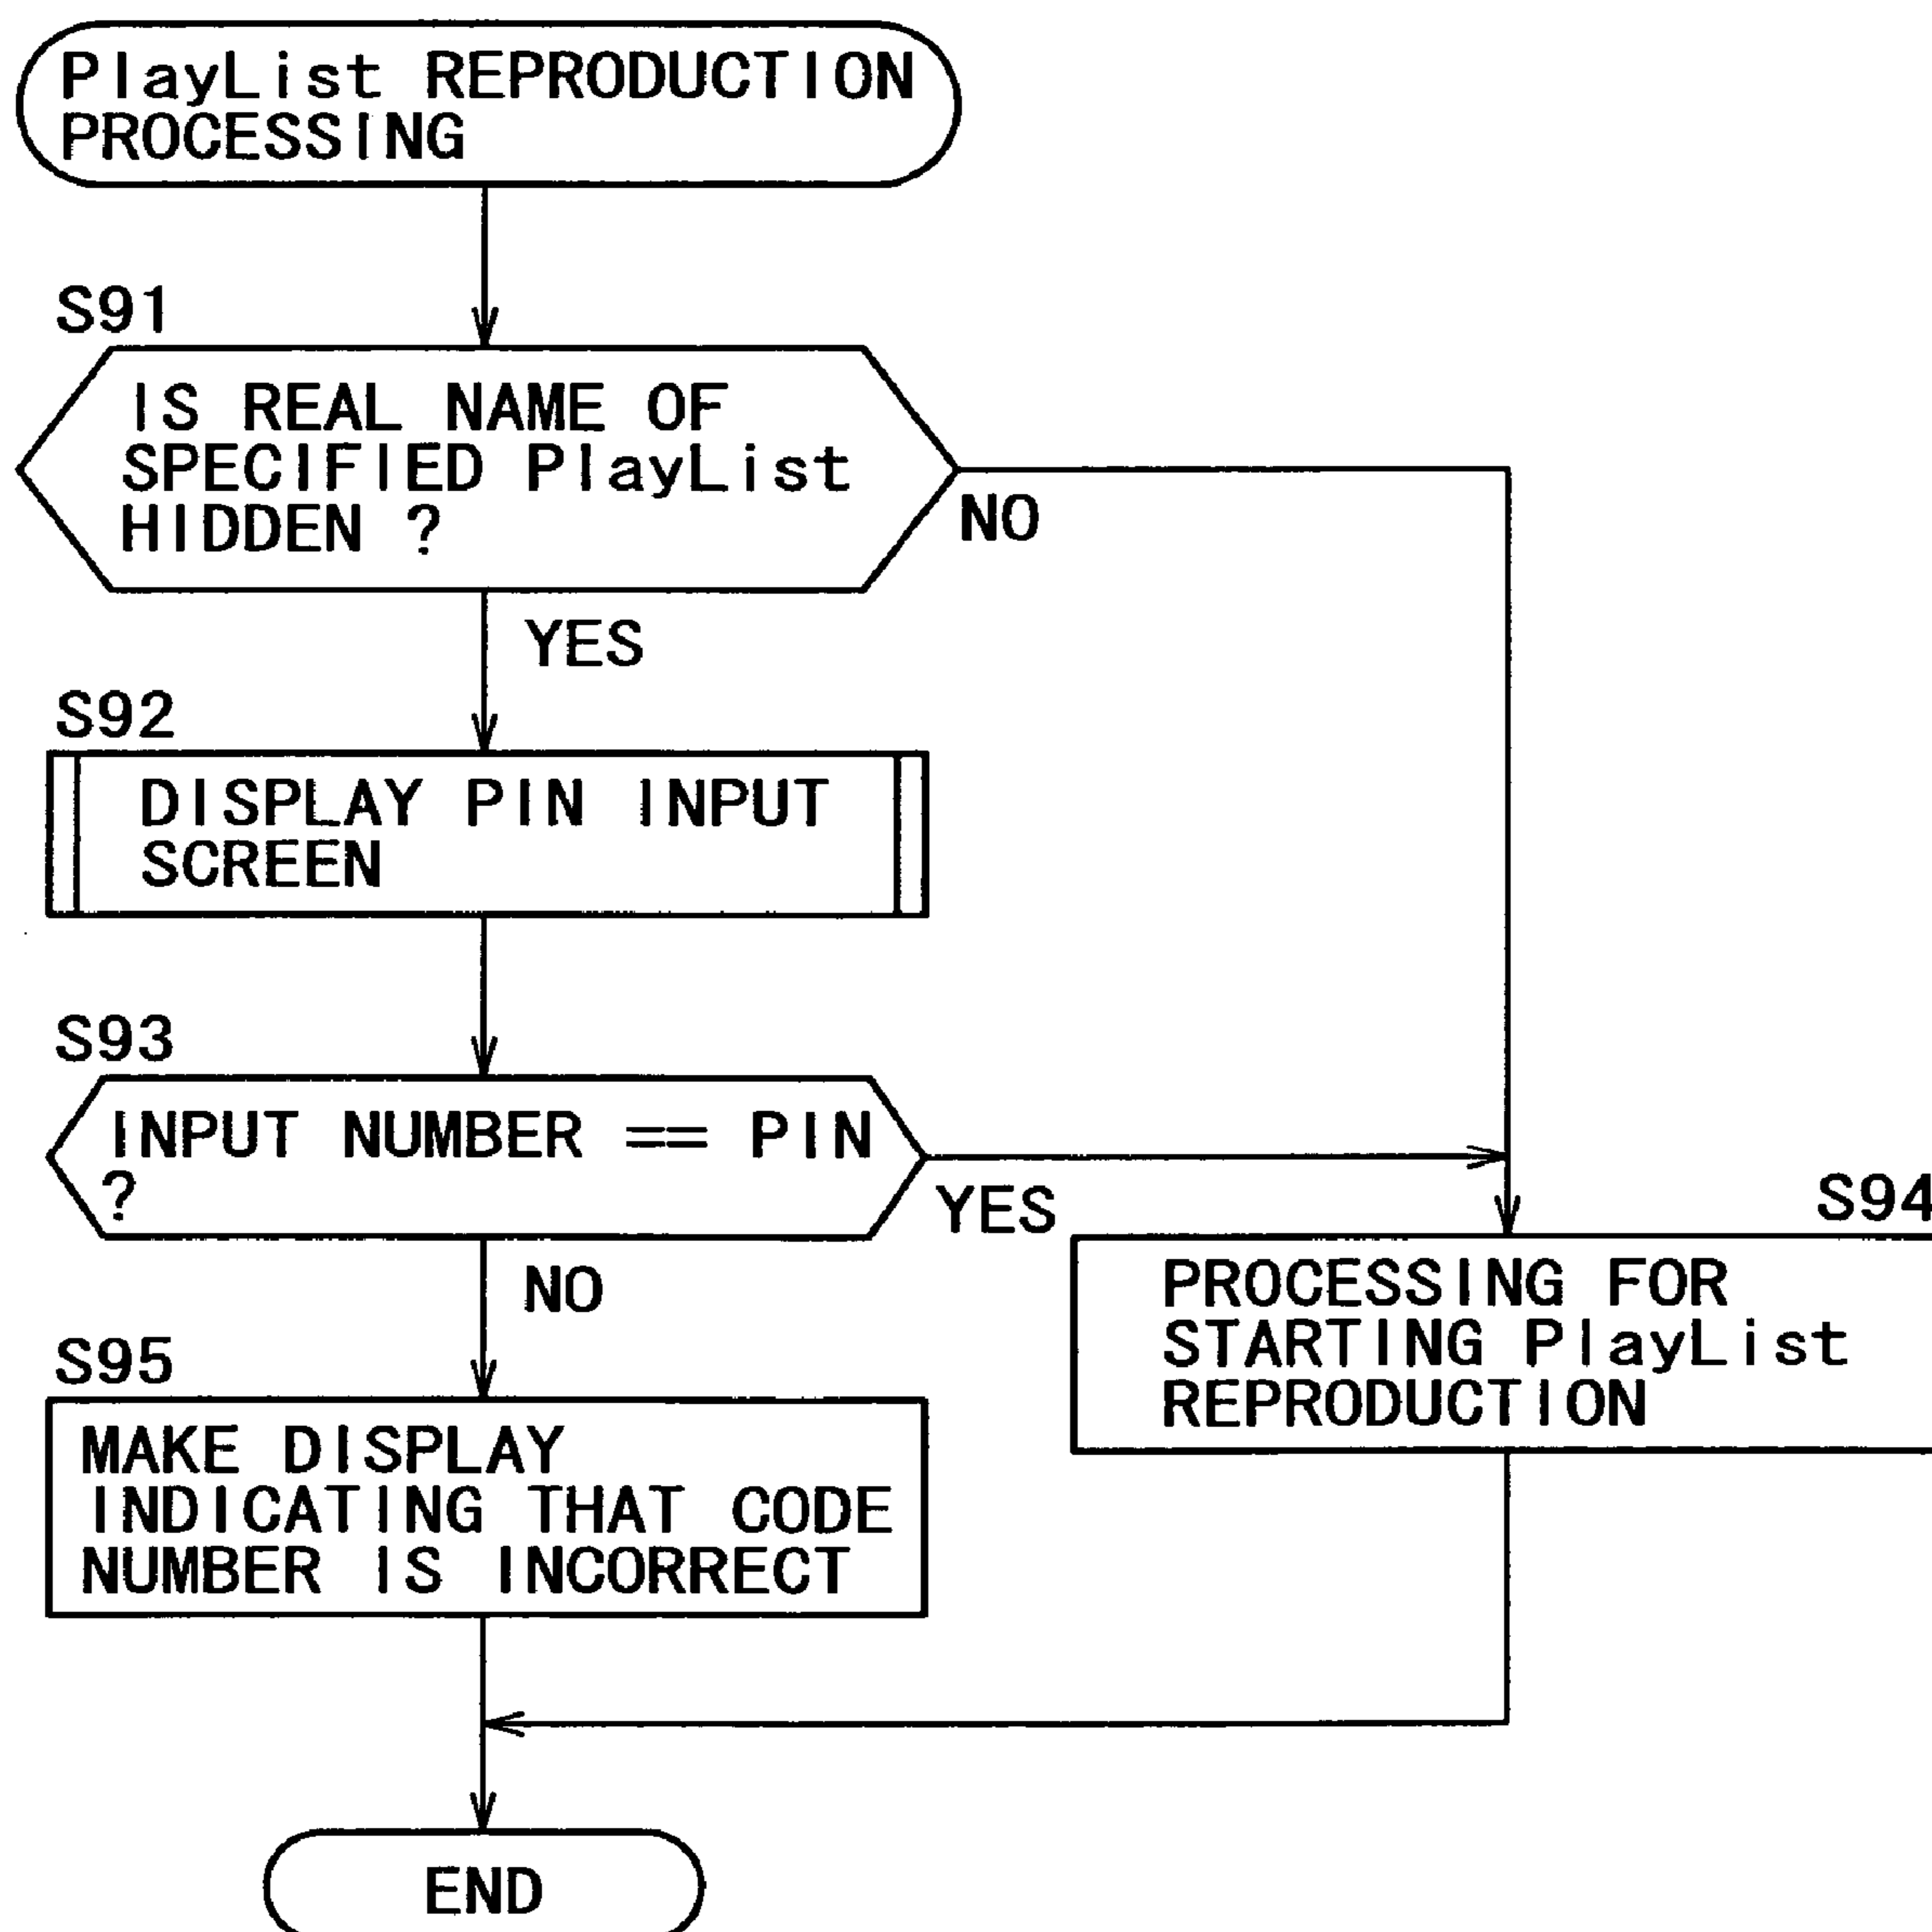 PlayList REPRODUCTION
PROCESSING
S91
IS REAL NAME OF
SPECIFIED PlayList
HIDDEN ?
NO
YES
S92
DISPLAY PIN INPUT
SCREEN
S93
INPUT NUMBER == PIN
?
YES
NO
S94
PROCESSING FOR
STARTING PlayList
REPRODUCTION
S95
MAKE DISPLAY
INDICATING THAT CODE
NUMBER IS INCORRECT
END